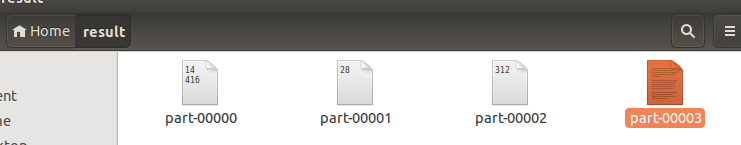 result
Home result
14
416
28
312
part-00000 part-00001 part-00002 part-00003
ent
me